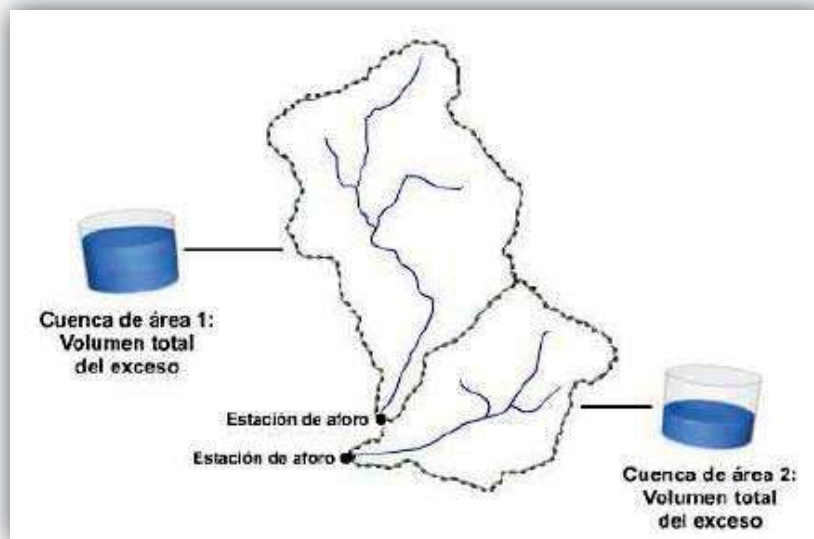 Cuenca de área 1:
Volumen total
del exceso
Estación de aforo
Estación de aforo
Cuenca de área 2:
Volumen total
del exceso